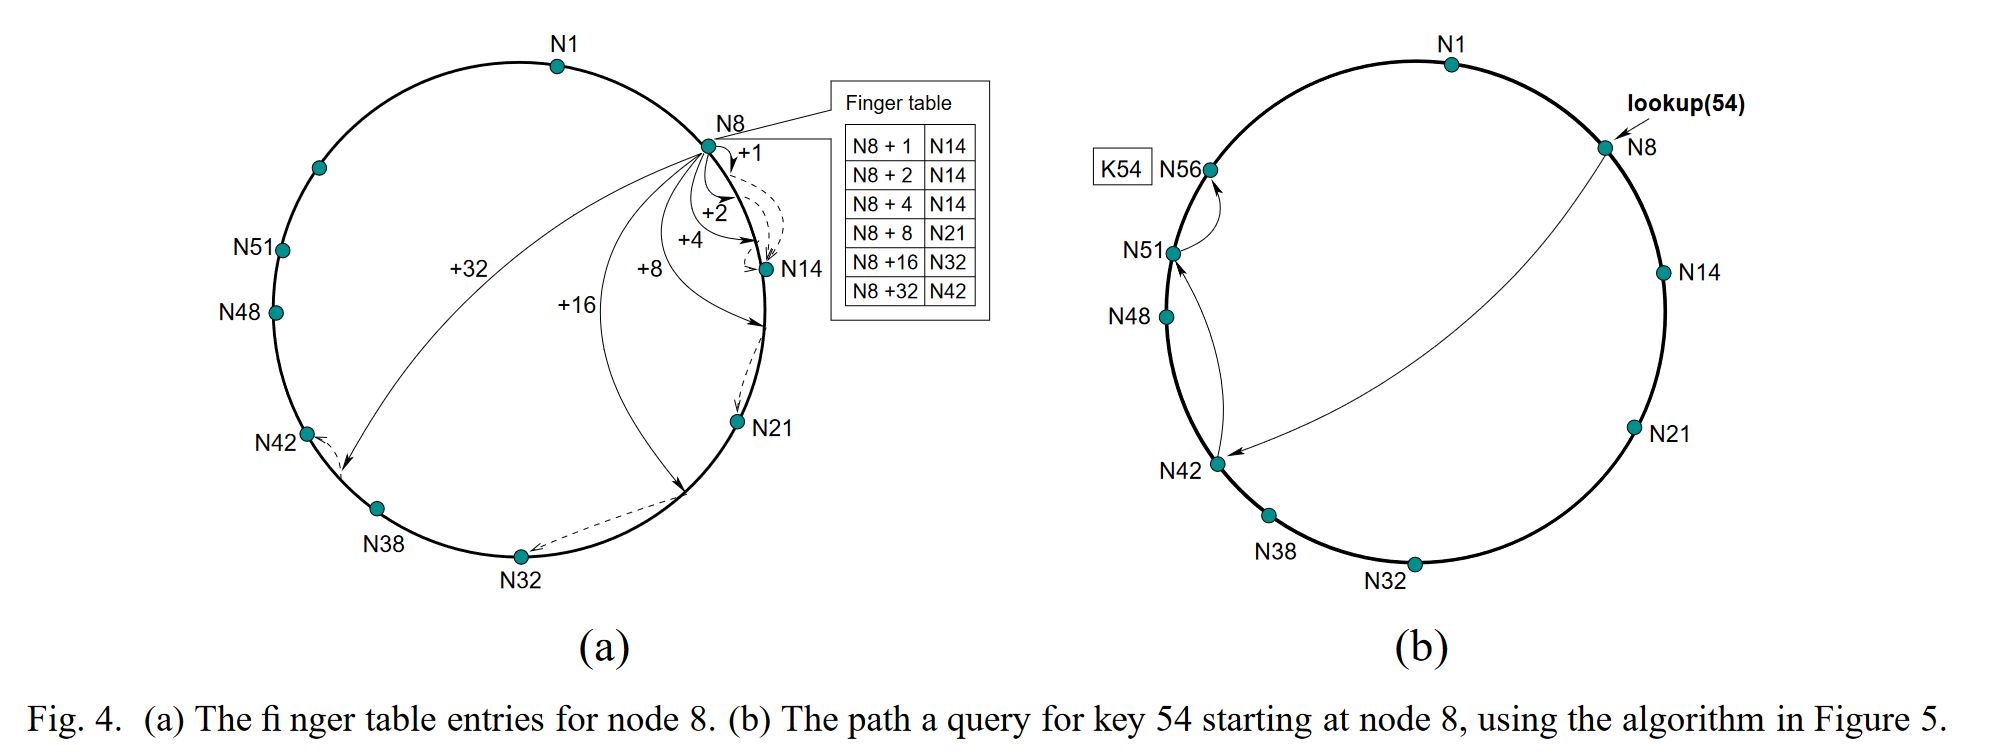 N1
N8
+1
+2
+4
+8
+16
+32
N14
N21
N32
N38
N42
N48
N51
Finger table
N8 + 1 N14
N8 + 2 N14
N8 + 4 N14
N8 + 8 N21
N8 +16 N32
N8 +32 N42
(a)
N1
lookup(54)
N8
N14
N21
N32
N38
N42
N48
N51
K54 N56
(b)
Fig. 4. (a) The finger table entries for node 8. (b) The path a query for key 54 starting at node 8, using the algorithm in Figure 5.